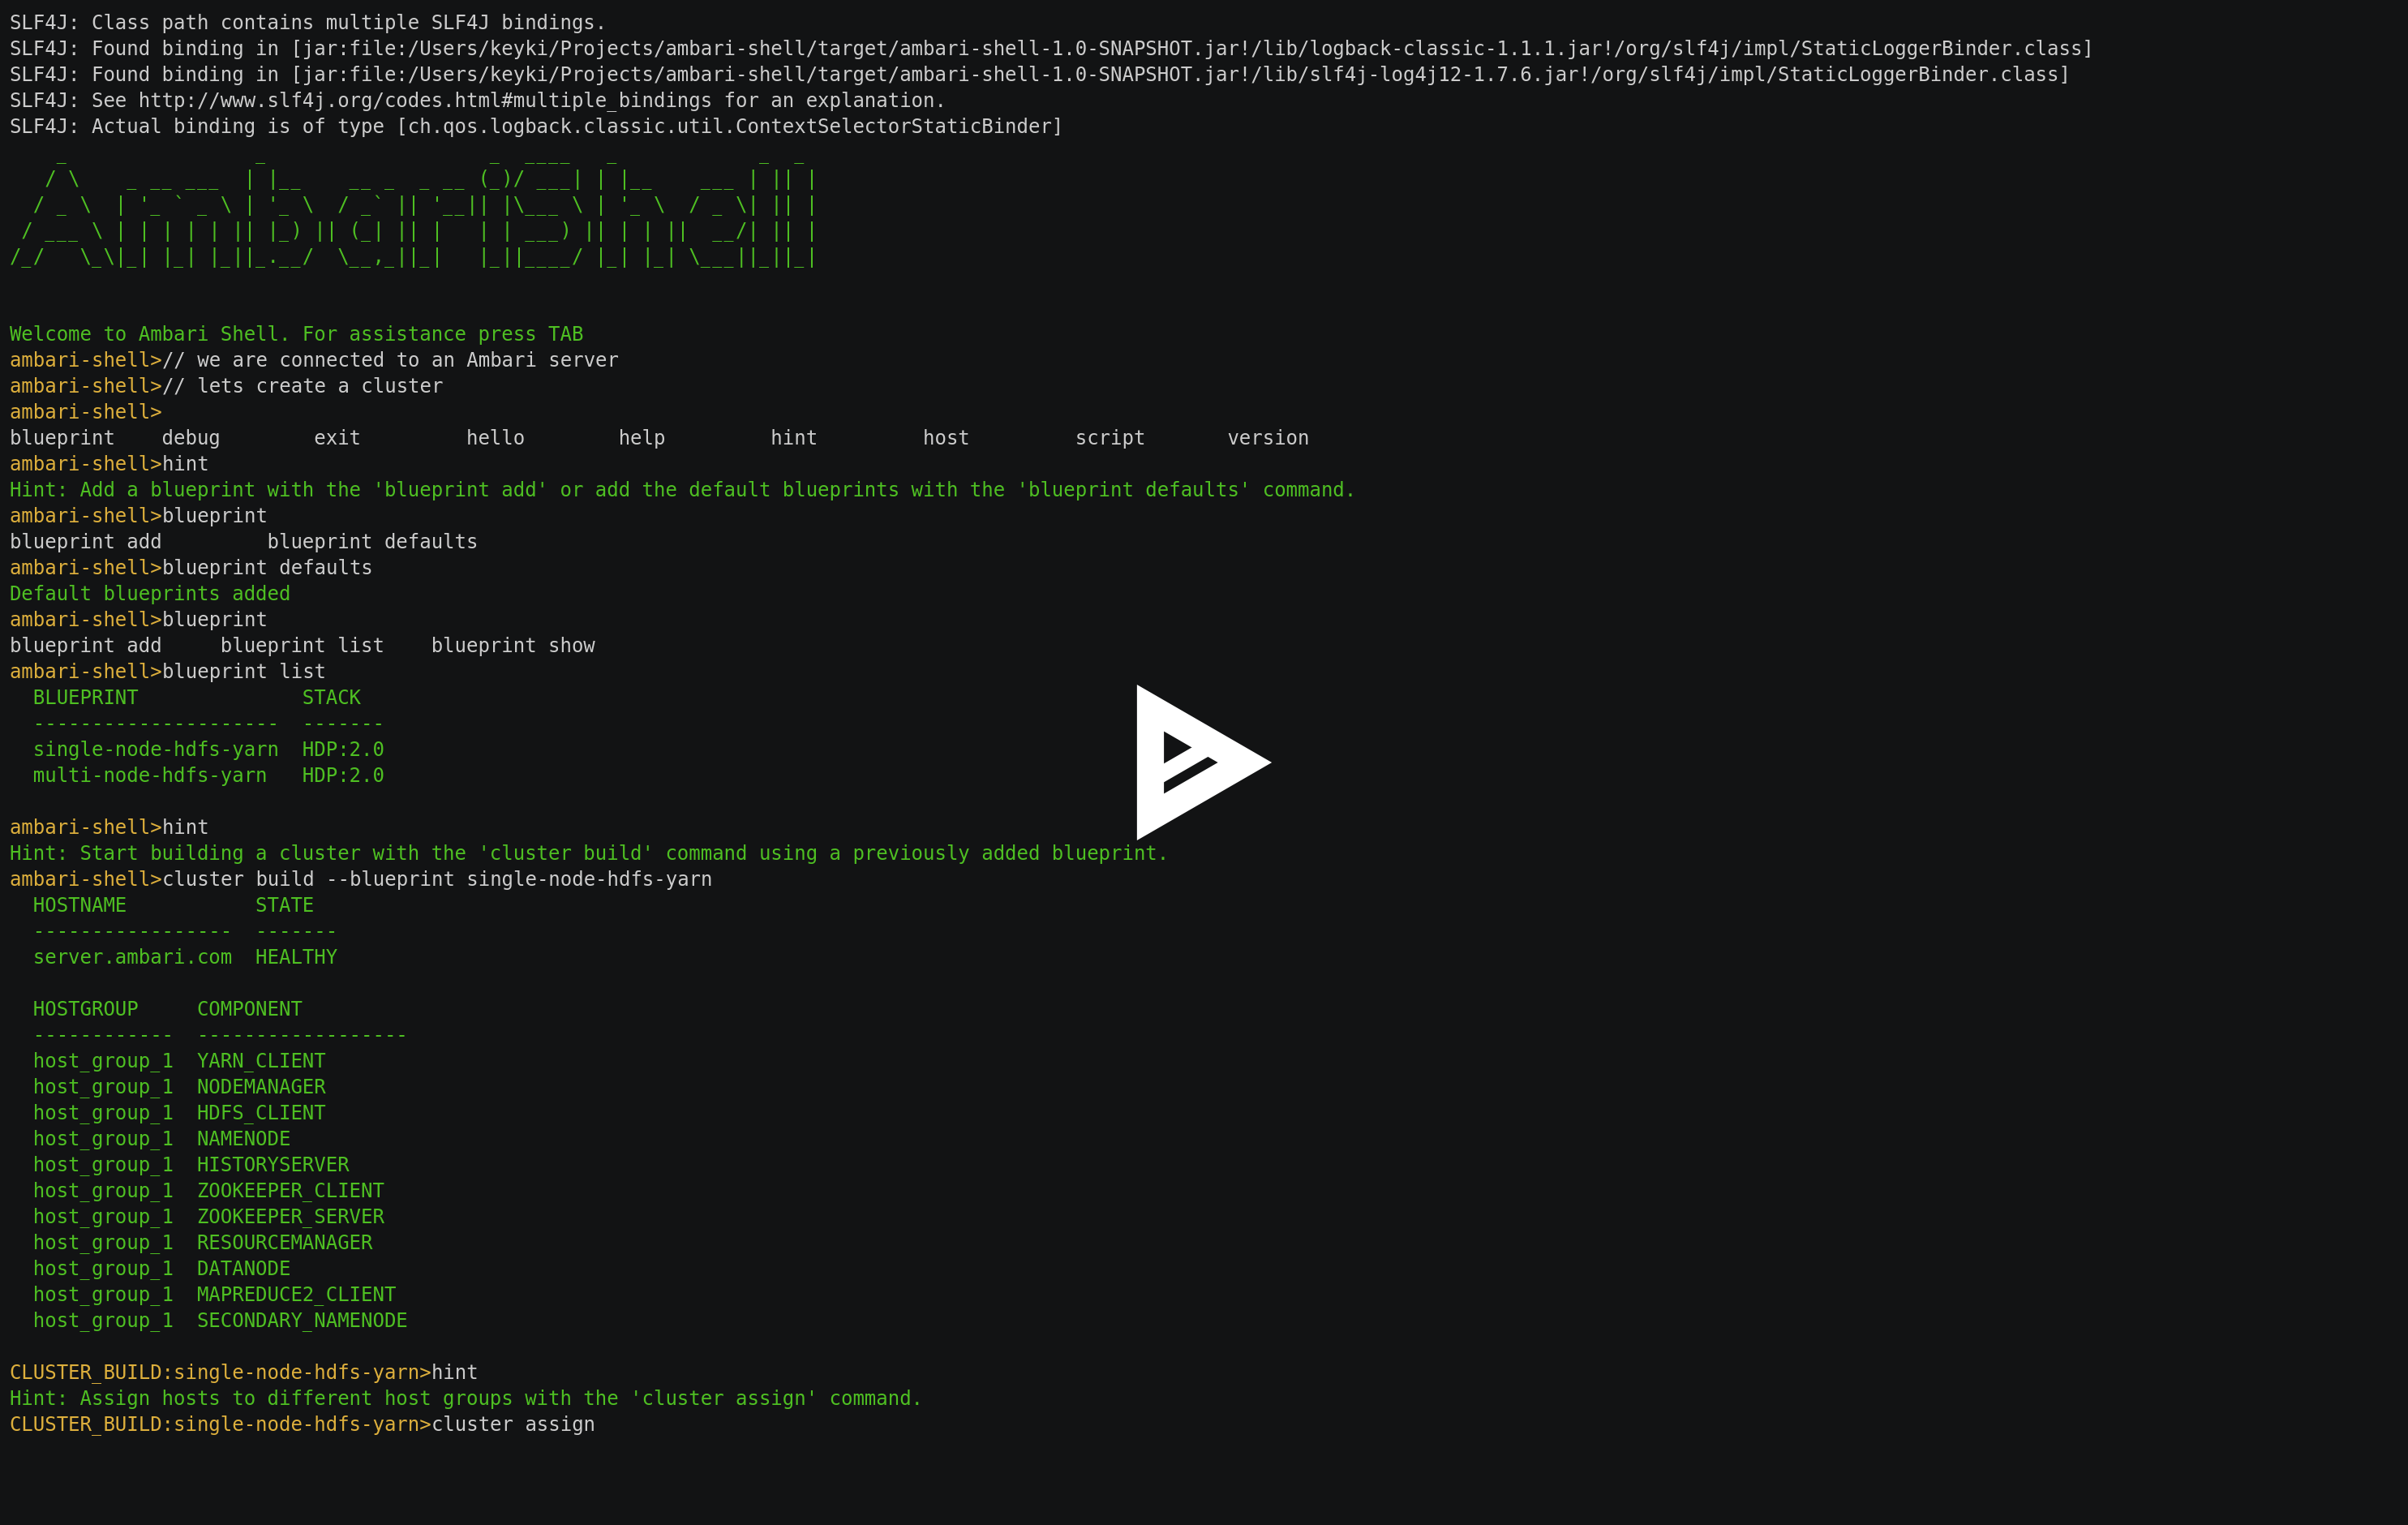 SLF4J: Class path contains multiple SLF4J bindings.
SLF4J: Found binding in [jar:file:/Users/keyki/Projects/ambari-shell/target/ambari-shell-1.0-SNAPSHOT.jar!/lib/logback-classic-1.1.1.jar!/org/slf4j/impl/StaticLoggerBinder.class]
SLF4J: Found binding in [jar:file:/Users/keyki/Projects/ambari-shell/target/ambari-shell-1.0-SNAPSHOT.jar!/lib/slf4j-log4j12-1.7.6.jar!/org/slf4j/impl/StaticLoggerBinder.class]
SLF4J: See http://www.slf4j.org/codes.html#multiple_bindings for an explanation.
SLF4J: Actual binding is of type [ch.qos.logback.classic.util.ContextSelectorStaticBinder]
AmbariShell
Welcome to Ambari Shell. For assistance press TAB
ambari-shell>// we are connected to an Ambari server
ambari-shell>// lets create a cluster
ambari-shell>
blueprint    debug        exit         hello        help         hint         host         script       version
ambari-shell>hint
Hint: Add a blueprint with the 'blueprint add' or add the default blueprints with the 'blueprint defaults' command.
ambari-shell>blueprint
blueprint add         blueprint defaults
ambari-shell>blueprint defaults
Default blueprints added
ambari-shell>blueprint
blueprint add     blueprint list    blueprint show
ambari-shell>blueprint list
  BLUEPRINT              STACK
  ---------------------  -------
  single-node-hdfs-yarn  HDP:2.0
  multi-node-hdfs-yarn   HDP:2.0
ambari-shell>hint
Hint: Start building a cluster with the 'cluster build' command using a previously added blueprint.
ambari-shell>cluster build --blueprint single-node-hdfs-yarn
  HOSTNAME           STATE
  -----------------  -------
  server.ambari.com  HEALTHY
  HOSTGROUP     COMPONENT
  ------------  ------------------
  host_group_1  YARN_CLIENT
  host_group_1  NODEMANAGER
  host_group_1  HDFS_CLIENT
  host_group_1  NAMENODE
  host_group_1  HISTORYSERVER
  host_group_1  ZOOKEEPER_CLIENT
  host_group_1  ZOOKEEPER_SERVER
  host_group_1  RESOURCEMANAGER
  host_group_1  DATANODE
  host_group_1  MAPREDUCE2_CLIENT
  host_group_1  SECONDARY_NAMENODE
CLUSTER_BUILD:single-node-hdfs-yarn>hint
Hint: Assign hosts to different host groups with the 'cluster assign' command.
CLUSTER_BUILD:single-node-hdfs-yarn>cluster assign